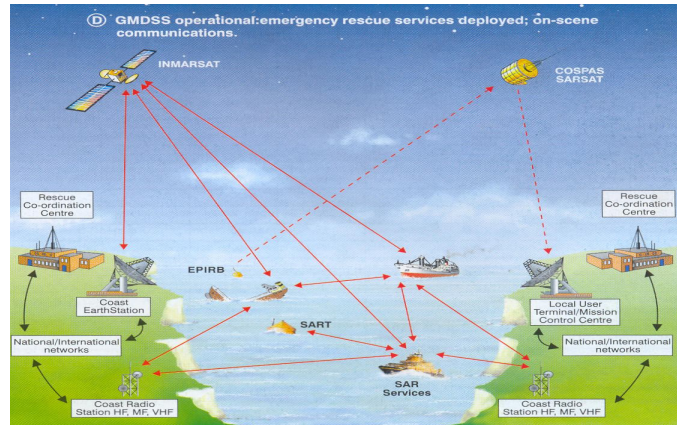 D GMDSS operational:emergency rescue services deployed; on-scene
communications.
INMARSAT
COSPAS
SARSAT
Rescue
Co-ordination
Centre
Rescue
Co-ordination
Centre
EPIRB
Coast
EarthStation
Local User
Terminal/Mission
Control Centre
SART
National/International
networks
National/International
networks
SAR
Services
Coast Radio
Station HF, MF, VHF
Coast Radio
Station HF, MF, VHF